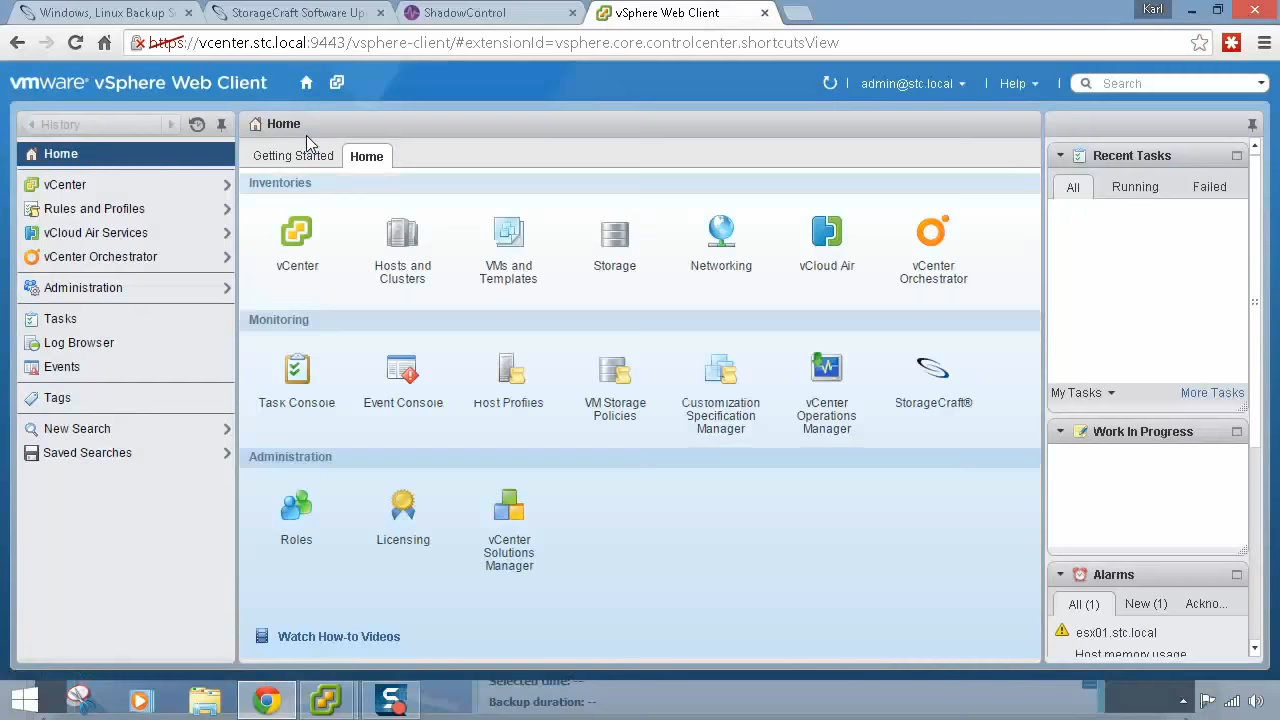 Windows, Linux Backup S
StorageCraft Software Up
ShadowControl
vSphere Web Client
Karl
https://vcenter.stc.local:9443/vsphere-client/#extensionId=vsphere.core.controlcenter.shortcutsView
vmware® vSphere Web Client
admin@stc.local
Help
Search
History
Home
vCenter
Rules and Profiles
vCloud Air Services
vCenter Orchestrator
Administration
Tasks
Log Browser
Events
Tags
New Search
Saved Searches
Home
Getting Started
Home
Inventories
vCenter
Hosts and
Clusters
VMs and
Templates
Storage
Networking
vCloud Air
vCenter
Orchestrator
Monitoring
Task Console
Event Console
Host Profiles
VM Storage
Policies
Customization
Specification
Manager
vCenter
Operations
Manager
StorageCraft®
Administration
Roles
Licensing
vCenter
Solutions
Manager
Watch How-to Videos
Recent Tasks
All
Running
Failed
My Tasks
More Tasks
Work In Progress
Alarms
All (1)
New (1)
Ackno...
esx01.stc.local
Host memory usage
Selected time: --
Backup duration: --